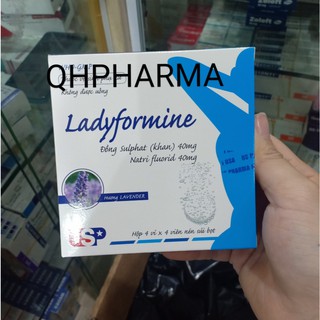 QHPHARMA
Không được uống
Ladyformine
Đồng Sulphat (khan) 40mg
Natri fluorid 40mg
Hương LAVENDER
USP
Hộp 4 vỉ x 4 viên nén sủi bọt